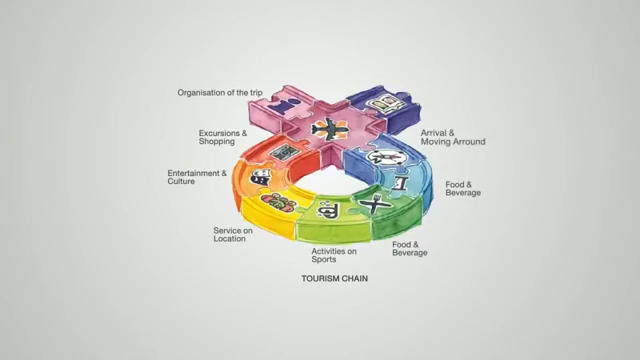 Organisation of the trip
Excursions &
Shopping
Arrival &
Moving Arround
Entertainment &
Culture
Food &
Beverage
Service on
Location
Activities on
Sports
Food &
Beverage
TOURISM CHAIN